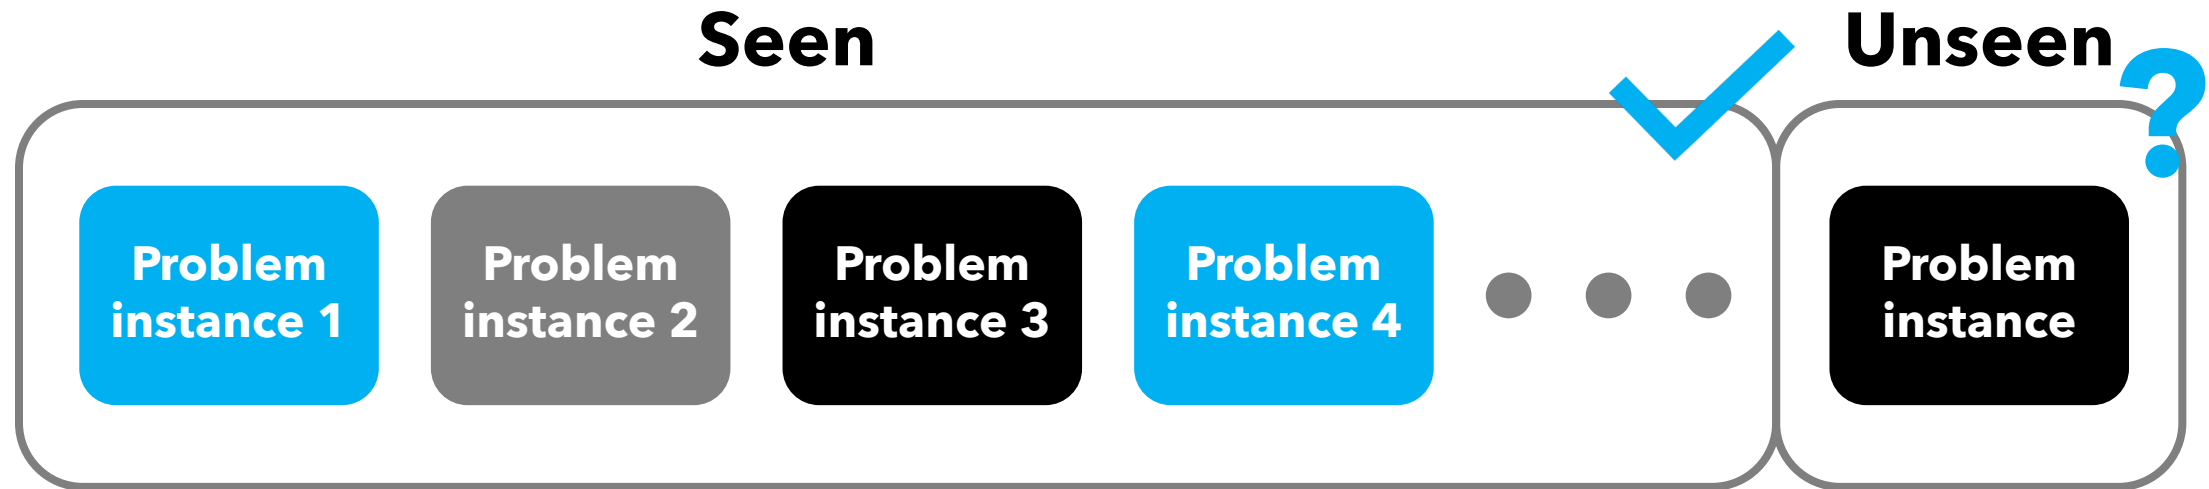 Seen
Unseen
?
Problem
instance 1
Problem
instance 2
Problem
instance 3
Problem
instance 4
Problem
instance